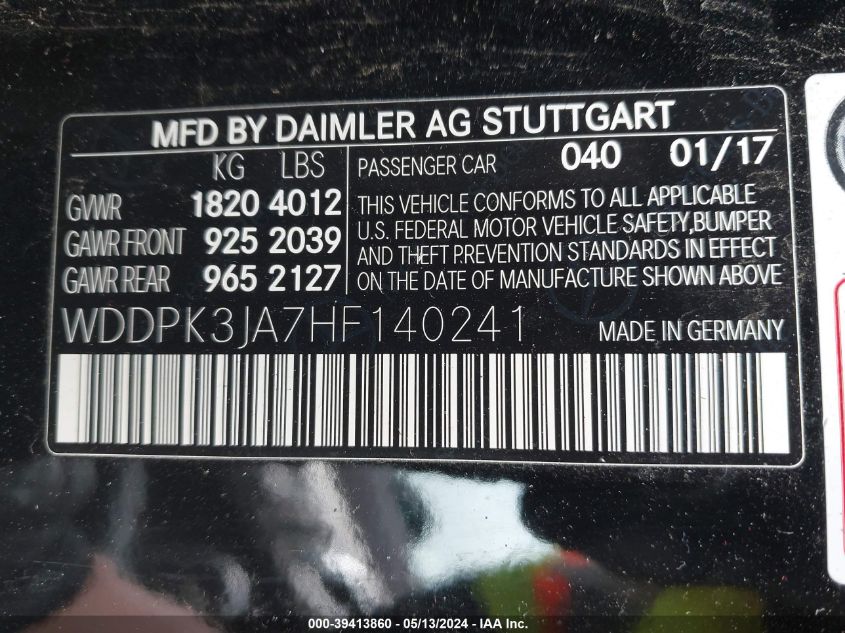 MFD BY DAIMLER AG STUTTGART
KG LBS
GVWR 1820 4012
GAWR FRONT 925 2039
GAWR REAR 965 2127
PASSENGER CAR 040 01/17
THIS VEHICLE CONFORMS TO ALL APPLICABLE
U.S. FEDERAL MOTOR VEHICLE SAFETY,BUMPER
AND THEFT PREVENTION STANDARDS IN EFFECT
ON THE DATE OF MANUFACTURE SHOWN ABOVE
WDDPK3JA7HF140241 MADE IN GERMANY
000-39413860 - 05/13/2024 - IAA Inc.